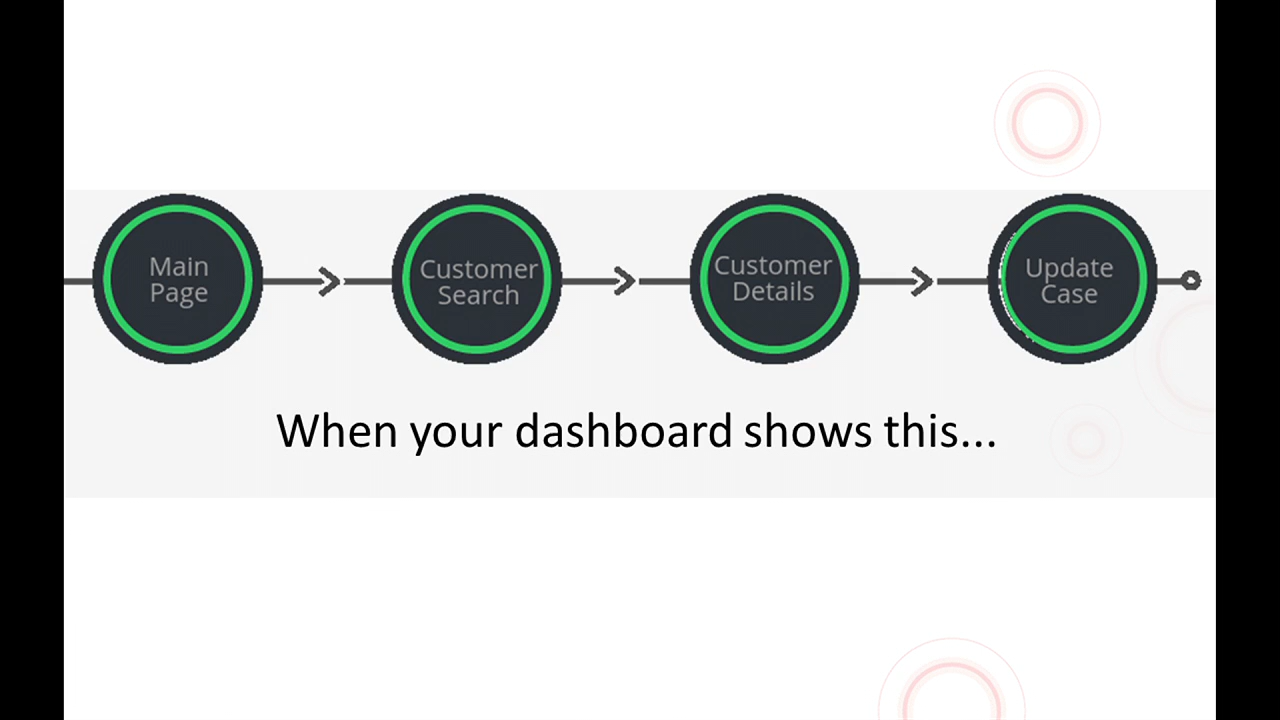 Main
Page
Customer
Search
Customer
Details
Update
Case
When your dashboard shows this...